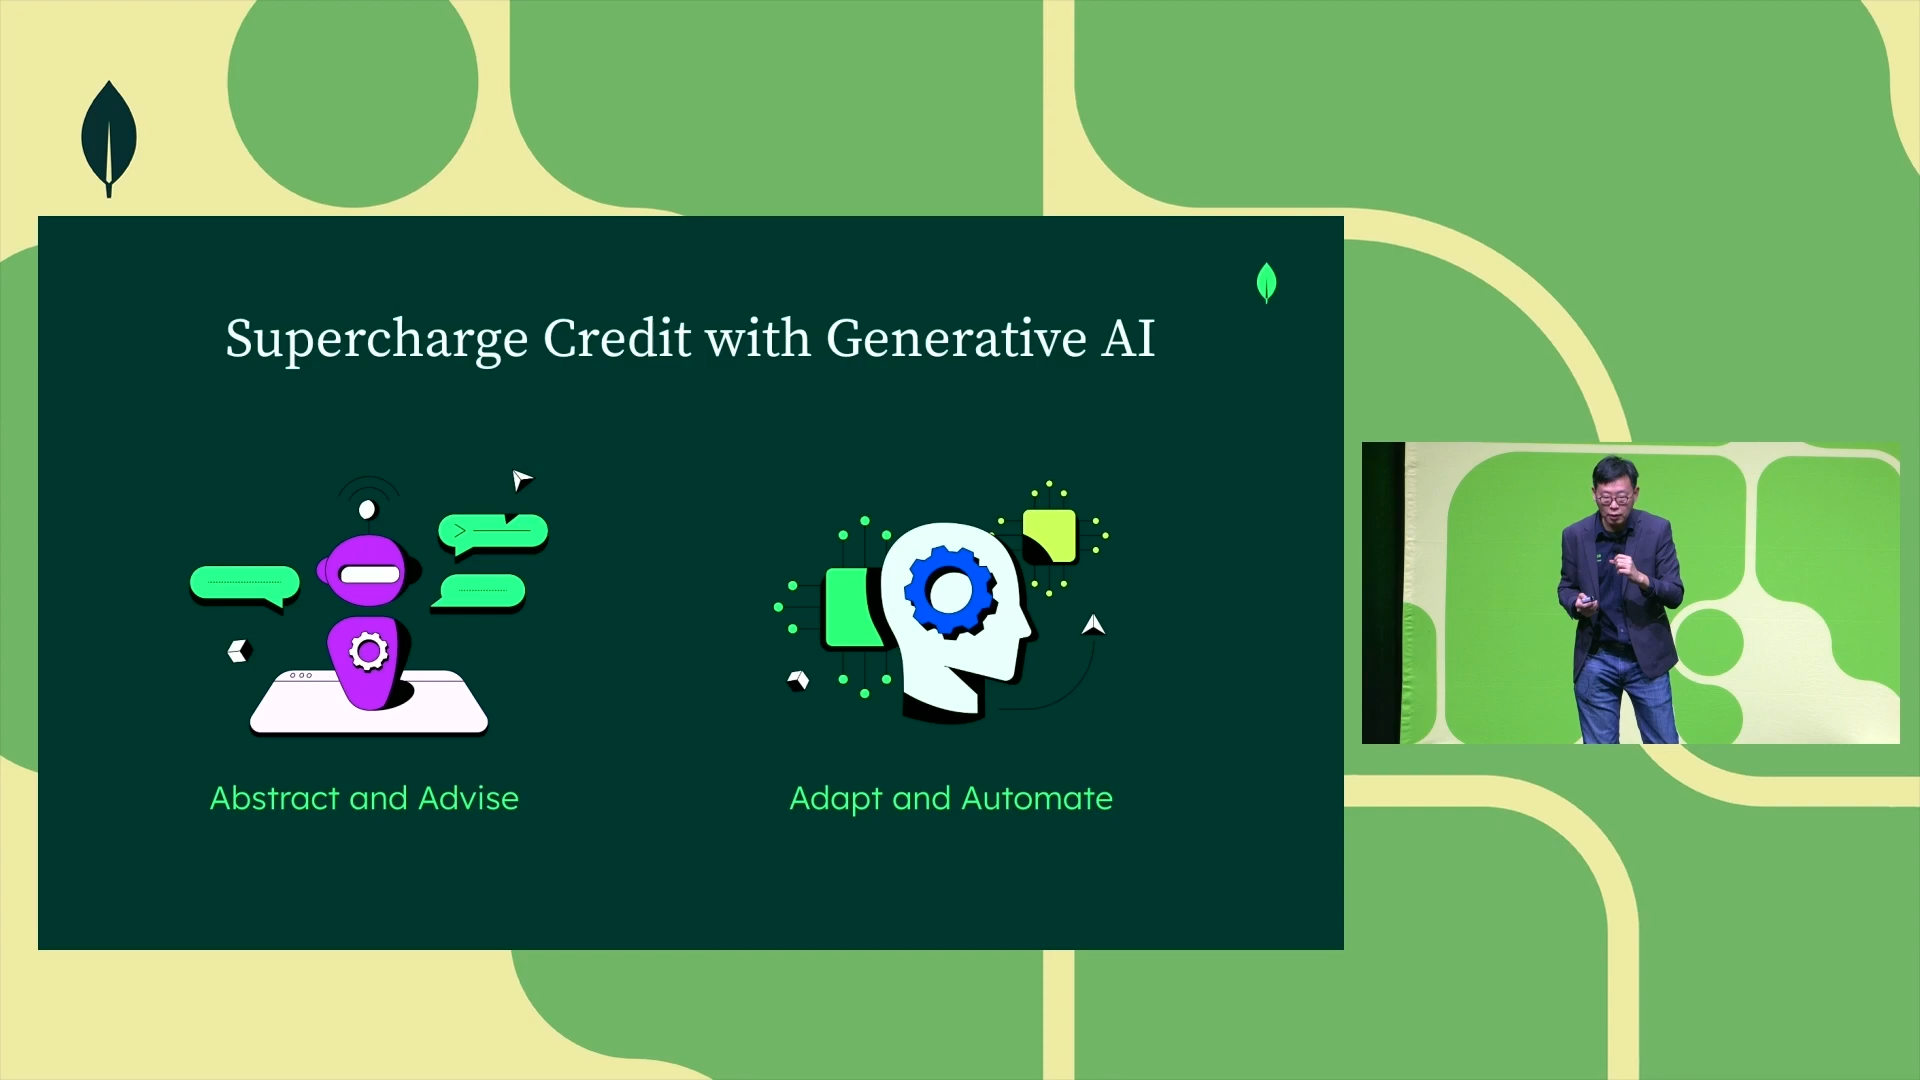 Supercharge Credit with Generative AI
Abstract and Advise
Adapt and Automate